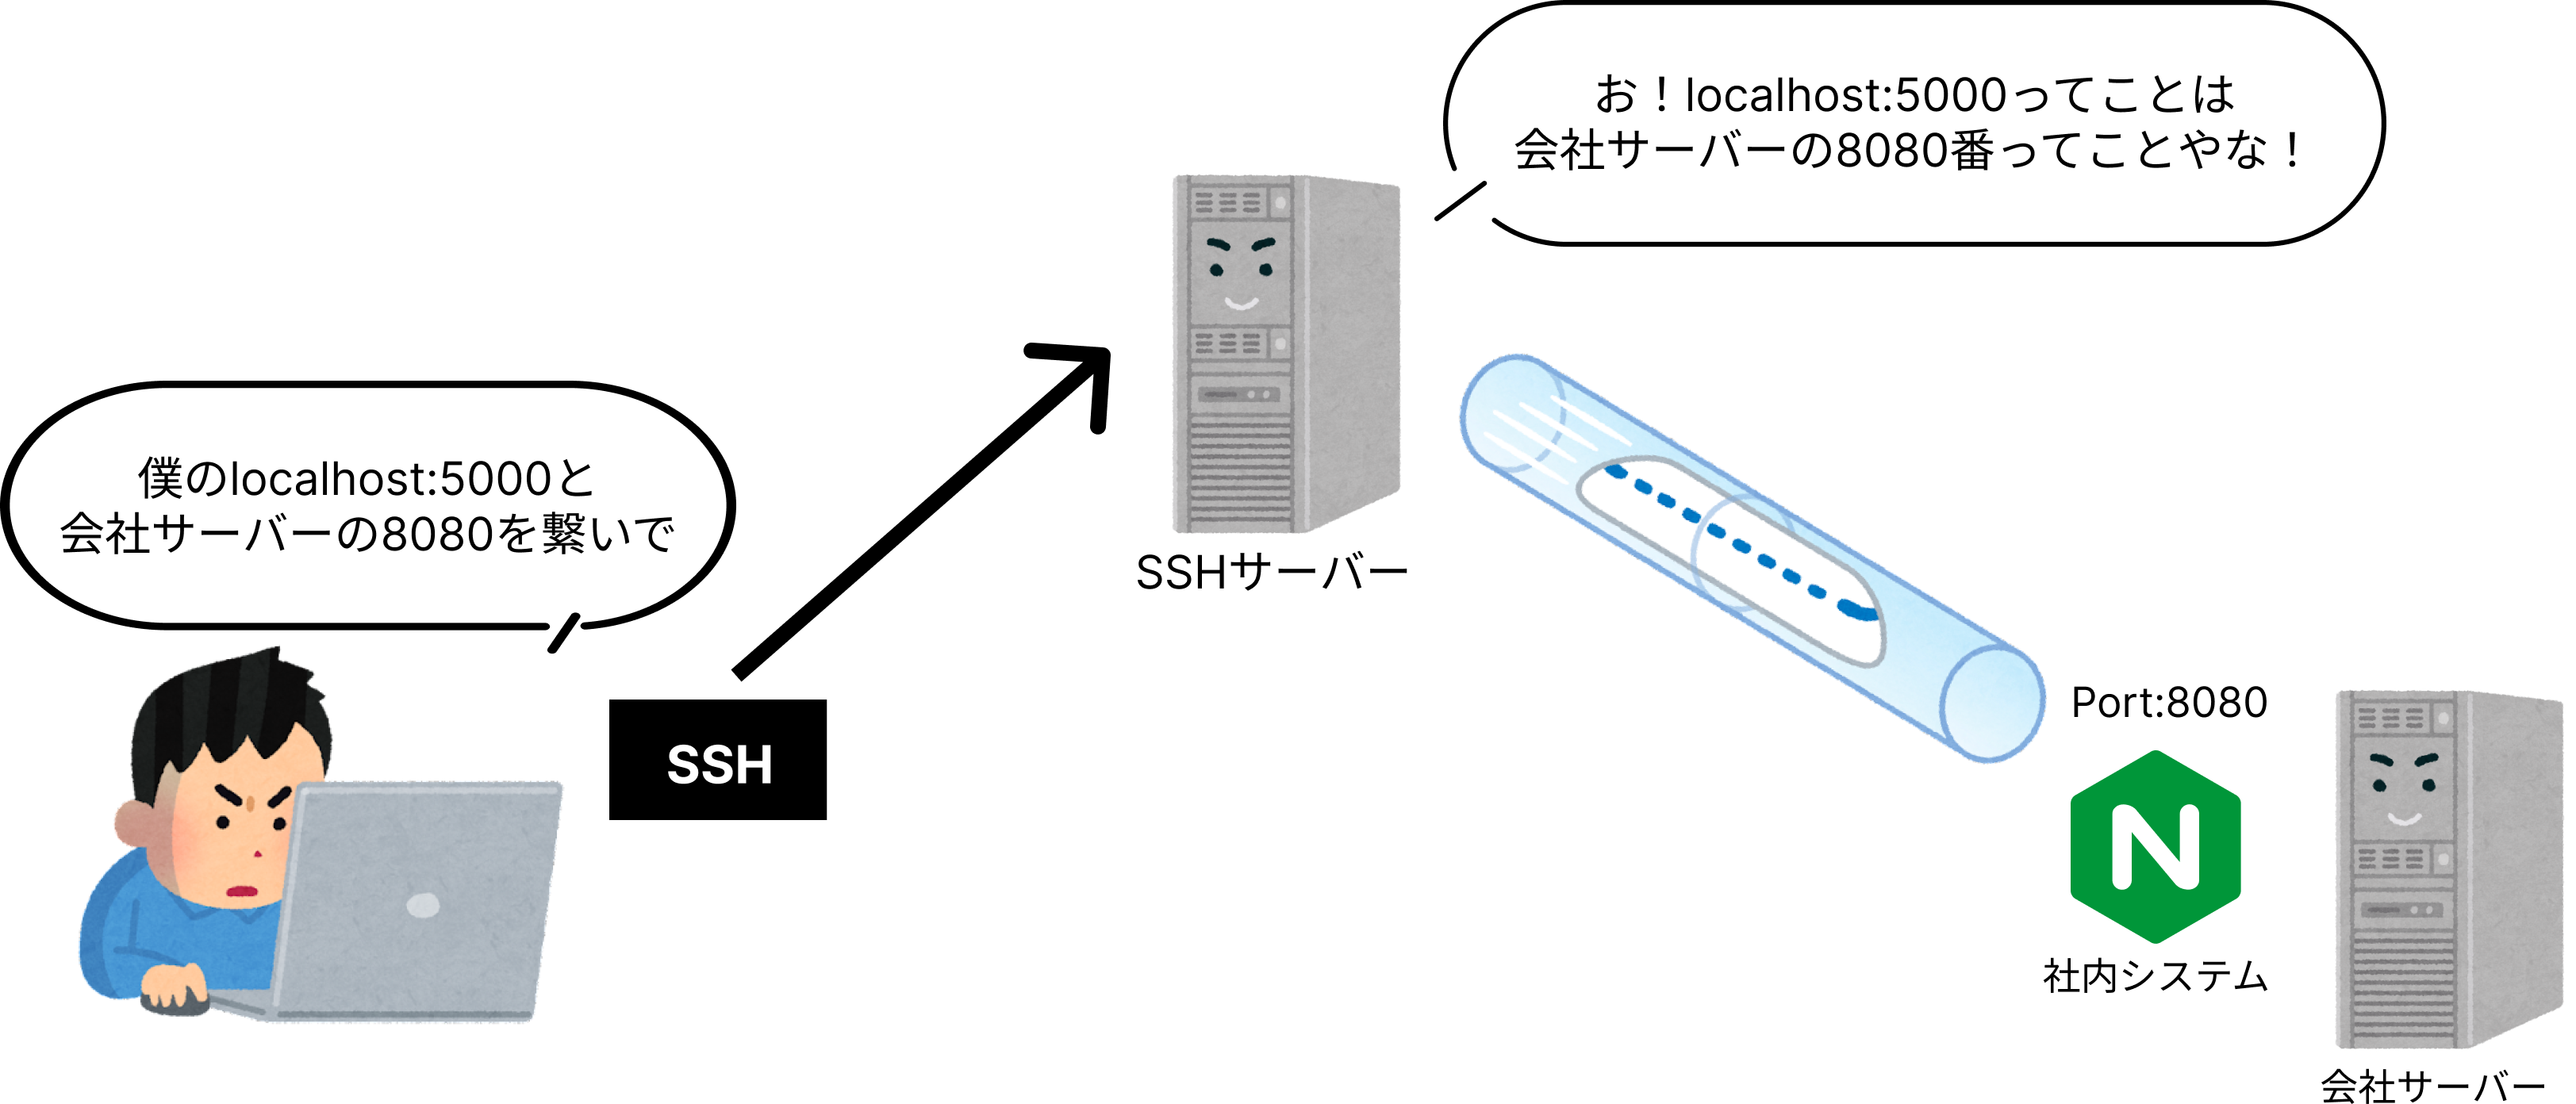 お！localhost:5000ってことは
会社サーバーの8080番ってことやな！
僕のlocalhost:5000と
会社サーバーの8080を繋いで
SSHサーバー
SSH
Port:8080
N
社内システム
会社サーバー